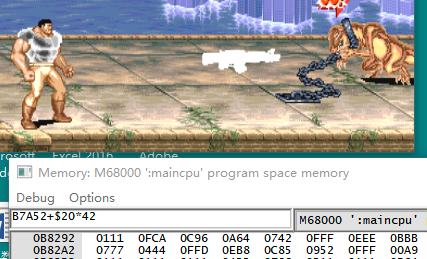 rosoft Excel 2016 Adobe
Memory: M68000 ':maincpu' program space memory
Debug Options
B7A52+$20*42 M68000 ':maincpu'
0B8292 0111 0FCA 0C96 0A64 0742 0FFF 0EEE 0BBB
0B82A2 0777 0444 0FFD 0EB8 0C85 0952 0FFF 00A9